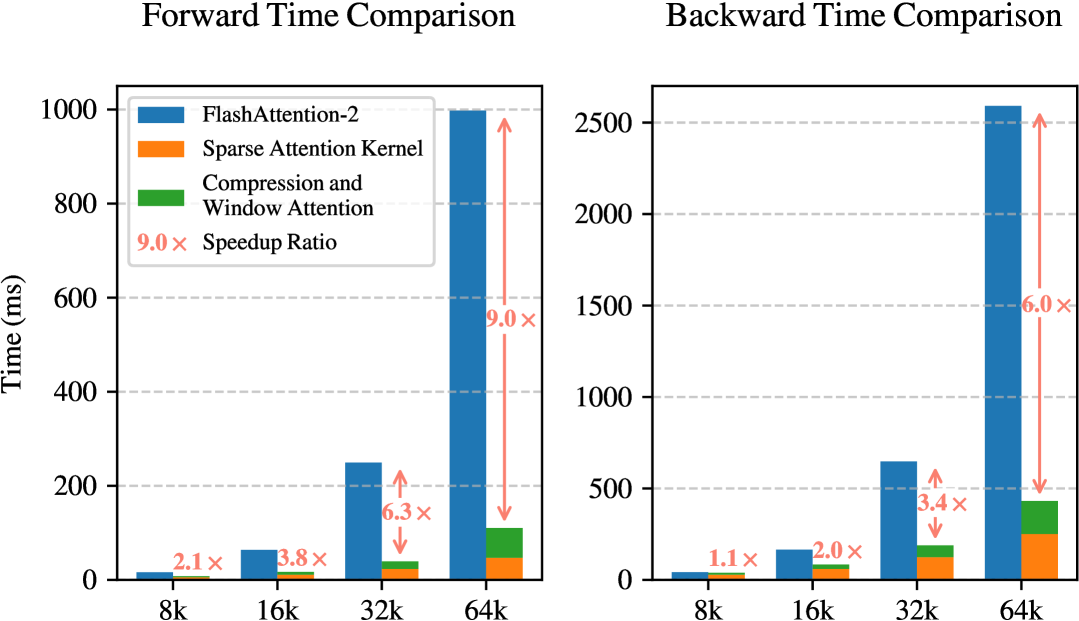 Forward Time Comparison
Backward Time Comparison
Time (ms)
1000
800
600
400
200
0
FlashAttention-2
Sparse Attention Kernel
Compression and
Window Attention
9.0× Speedup Ratio
2.1×
3.8×
6.3×
9.0×
8k
16k
32k
64k
2500
2000
1500
1000
500
0
1.1×
2.0×
3.4×
6.0×
8k
16k
32k
64k